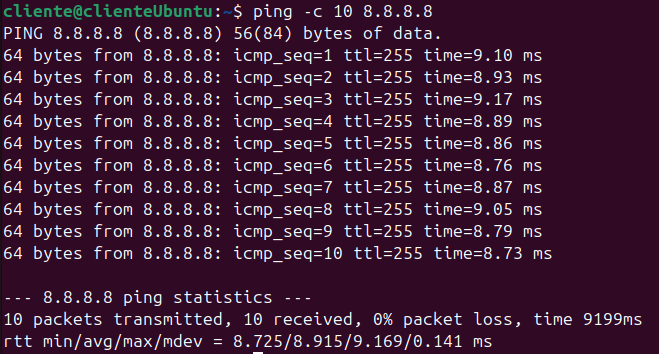 cliente@clienteUbuntu:~$ ping -c 10 8.8.8.8
PING 8.8.8.8 (8.8.8.8) 56(84) bytes of data.
64 bytes from 8.8.8.8: icmp_seq=1 ttl=255 time=9.10 ms
64 bytes from 8.8.8.8: icmp_seq=2 ttl=255 time=8.93 ms
64 bytes from 8.8.8.8: icmp_seq=3 ttl=255 time=9.17 ms
64 bytes from 8.8.8.8: icmp_seq=4 ttl=255 time=8.89 ms
64 bytes from 8.8.8.8: icmp_seq=5 ttl=255 time=8.86 ms
64 bytes from 8.8.8.8: icmp_seq=6 ttl=255 time=8.76 ms
64 bytes from 8.8.8.8: icmp_seq=7 ttl=255 time=8.87 ms
64 bytes from 8.8.8.8: icmp_seq=8 ttl=255 time=9.05 ms
64 bytes from 8.8.8.8: icmp_seq=9 ttl=255 time=8.79 ms
64 bytes from 8.8.8.8: icmp_seq=10 ttl=255 time=8.73 ms
--- 8.8.8.8 ping statistics ---
10 packets transmitted, 10 received, 0% packet loss, time 9199ms
rtt min/avg/max/mdev = 8.725/8.915/9.169/0.141 ms